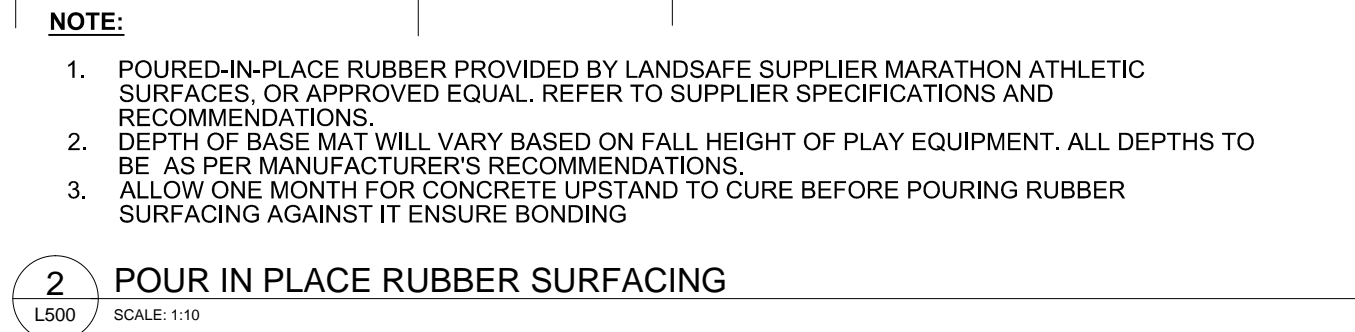 NOTE:
1. POURED-IN-PLACE RUBBER PROVIDED BY LANDSAFE SUPPLIER MARATHON ATHLETIC
SURFACES, OR APPROVED EQUAL. REFER TO SUPPLIER SPECIFICATIONS AND
RECOMMENDATIONS.
2. DEPTH OF BASE MAT WILL VARY BASED ON FALL HEIGHT OF PLAY EQUIPMENT. ALL DEPTHS TO
BE AS PER MANUFACTURER'S RECOMMENDATIONS.
3. ALLOW ONE MONTH FOR CONCRETE UPSTAND TO CURE BEFORE POURING RUBBER
SURFACING AGAINST IT ENSURE BONDING
2 POUR IN PLACE RUBBER SURFACING
L500 SCALE: 1:10